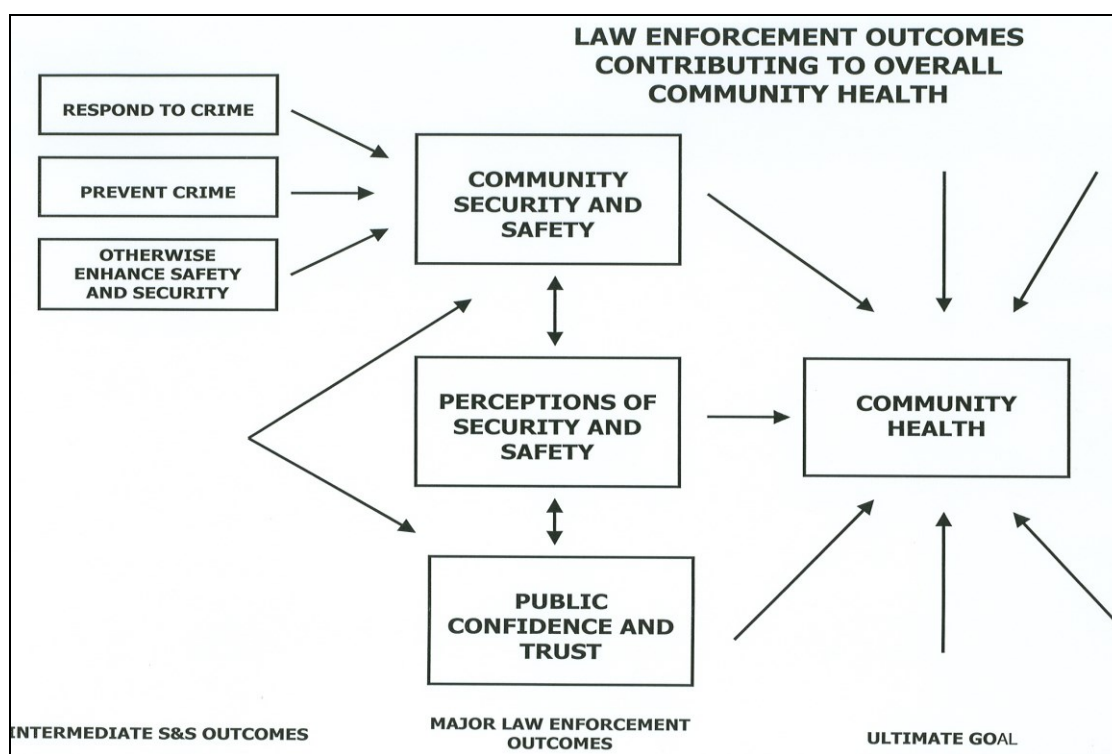 LAW ENFORCEMENT OUTCOMES
CONTRIBUTING TO OVERALL
COMMUNITY HEALTH
RESPOND TO CRIME
PREVENT CRIME
OTHERWISE
ENHANCE SAFETY
AND SECURITY
COMMUNITY
SECURITY AND
SAFETY
PERCEPTIONS OF
SECURITY AND
SAFETY
PUBLIC
CONFIDENCE AND
TRUST
COMMUNITY
HEALTH
INTERMEDIATE S&S OUTCOMES
MAJOR LAW ENFORCEMENT
OUTCOMES
ULTIMATE GOAL